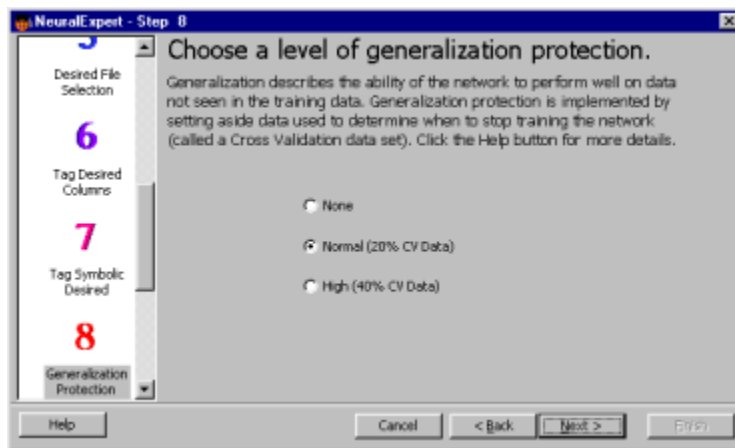 NeuralExpert - Step 8
Choose a level of generalization protection.
Generalization describes the ability of the network to perform well on data
not seen in the training data. Generalization protection is implemented by
setting aside data used to determine when to stop training the network
(called a Cross Validation data set). Click the Help button for more details.
Desired File
Selection
6
Tag Desired
Columns
7
Tag Symbolic
Desired
8
Generalization
Protection
None
Normal (20% CV Data)
High (40% CV Data)
Help
Cancel
< Back
Next >
Finish